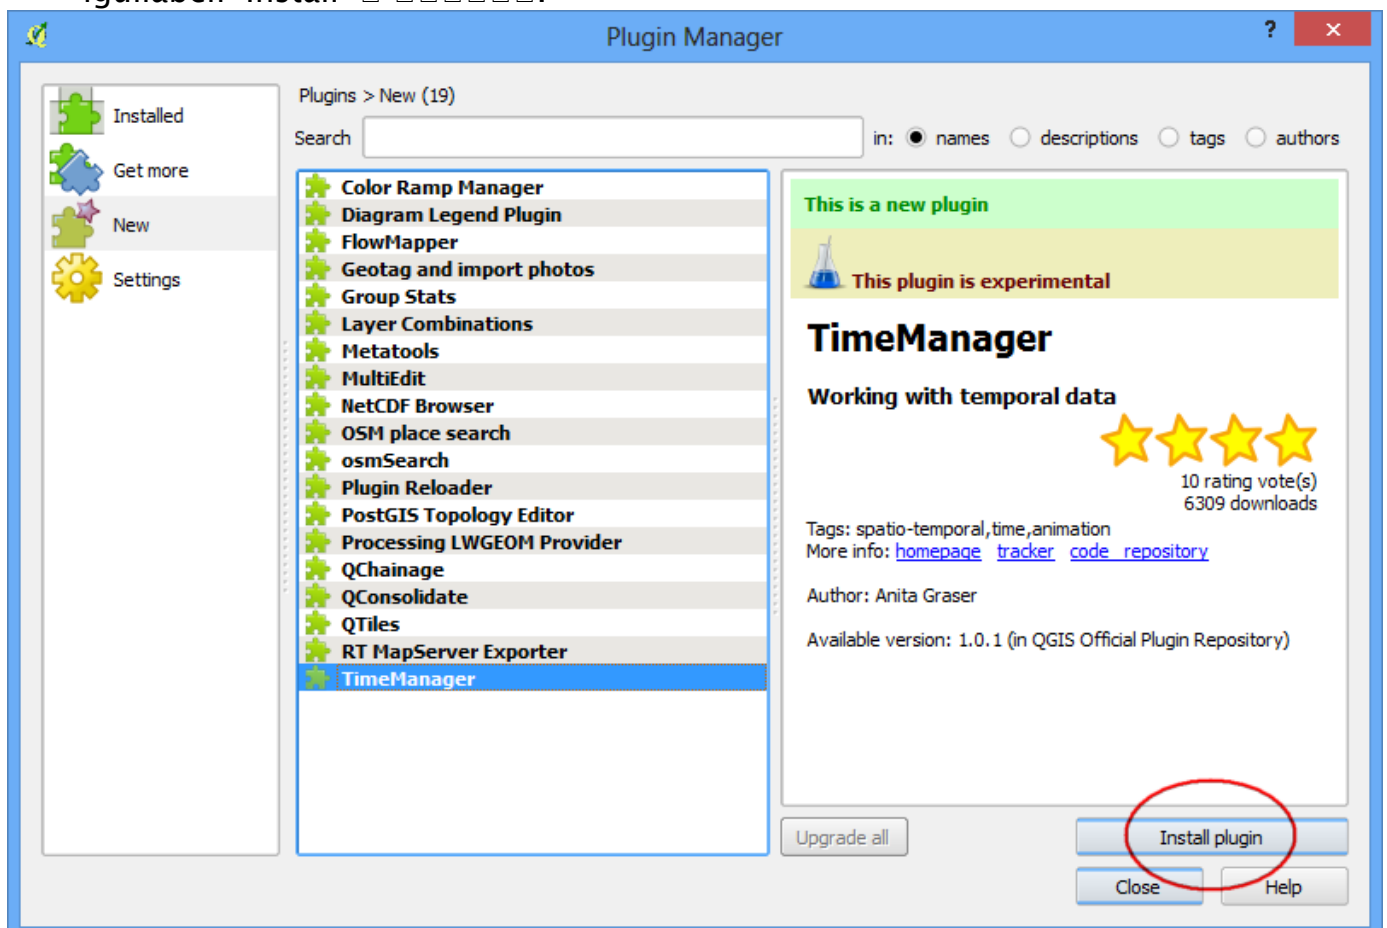 install
Plugin Manager
?
Plugins > New (19)
Installed
Search
in: names descriptions tags authors
Get more
New
Settings
Color Ramp Manager
Diagram Legend Plugin
FlowMapper
Geotag and import photos
Group Stats
Layer Combinations
Metatools
MultiEdit
NetCDF Browser
OSM place search
osmSearch
Plugin Reloader
PostGIS Topology Editor
Processing LWGEOM Provider
QChainage
QConsolidate
QTiles
RT MapServer Exporter
TimeManager
This is a new plugin
This plugin is experimental
TimeManager
Working with temporal data
10 rating vote(s)
6309 downloads
Tags: spatio-temporal,time,animation
More info: homepage tracker code repository
Author: Anita Graser
Available version: 1.0.1 (in QGIS Official Plugin Repository)
Upgrade all
Install plugin
Close
Help